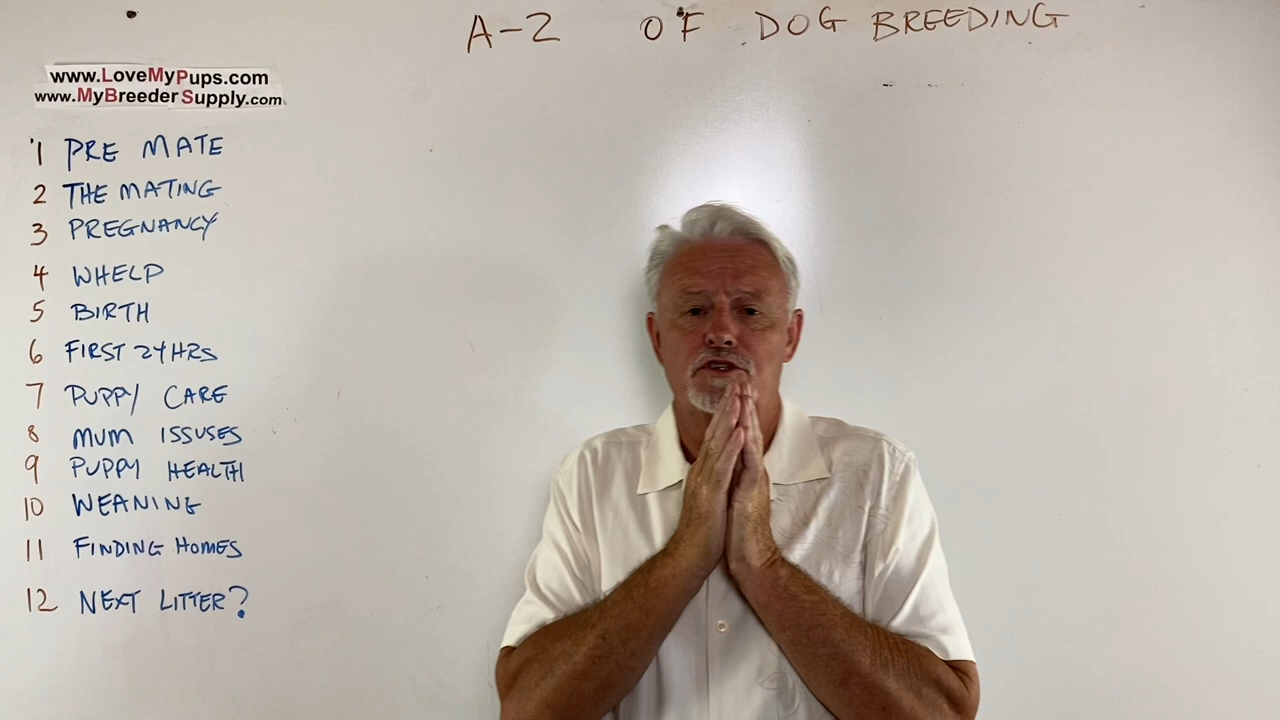 A-Z OF DOG BREEDING
www.LoveMyPups.com
www.MyBreederSupply.com
1 PRE MATE
2 THE MATING
3 PREGNANCY
4 WHELP
5 BIRTH
6 FIRST 24HRS
7 PUPPY CARE
8 MUM ISSUSES
9 PUPPY HEALTH
10 WEANING
11 FINDING HOMES
12 NEXT LITTER?